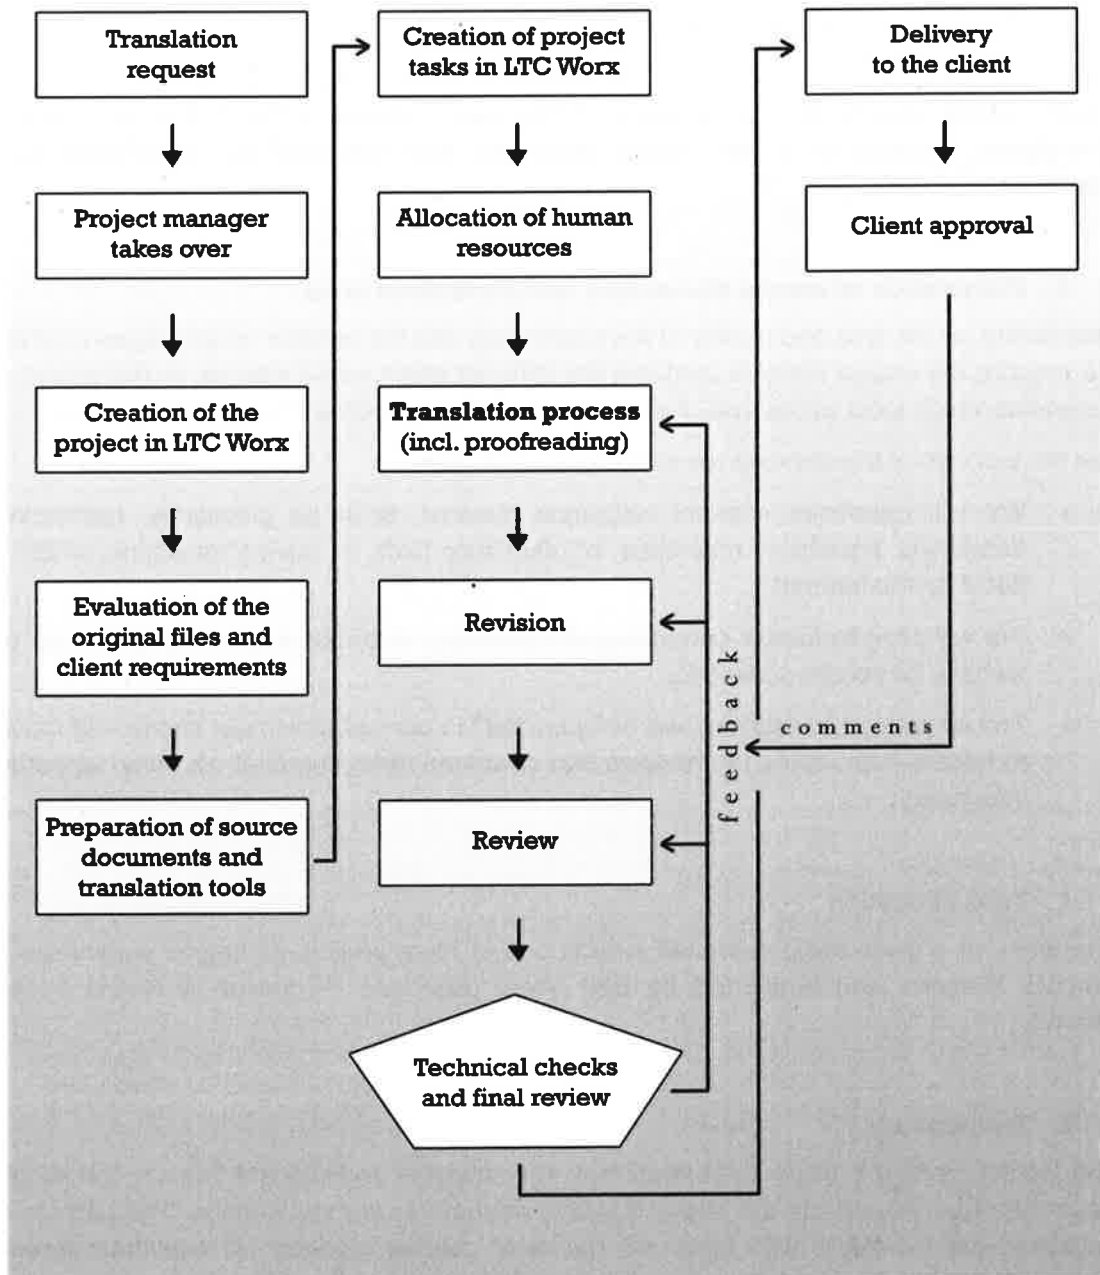 Translation
request
Project manager
takes over
Creation of the
project in LTC Worx
Evaluation of the
original files and
client requirements
Preparation of source
documents and
translation tools
Creation of project
tasks in LTC Worx
Allocation of human
resources
Translation process
(incl. proofreading)
Revision
Review
Technical checks
and final review
feedback
comments
Delivery
to the client
Client approval